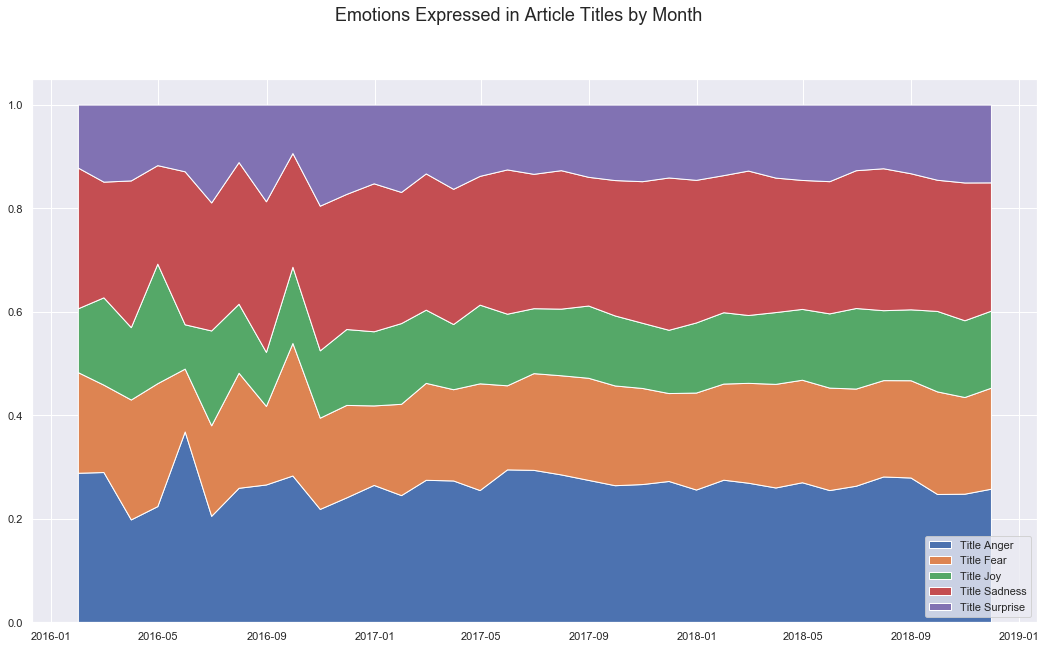 Emotions Expressed in Article Titles by Month
1.0
0.8
0.6
0.4
0.2
0.0
Title Anger
Title Fear
Title Joy
Title Sadness
Title Surprise
2016-01 2016-05 2016-09 2017-01 2017-05 2017-09 2018-01 2018-05 2018-09 2019-01